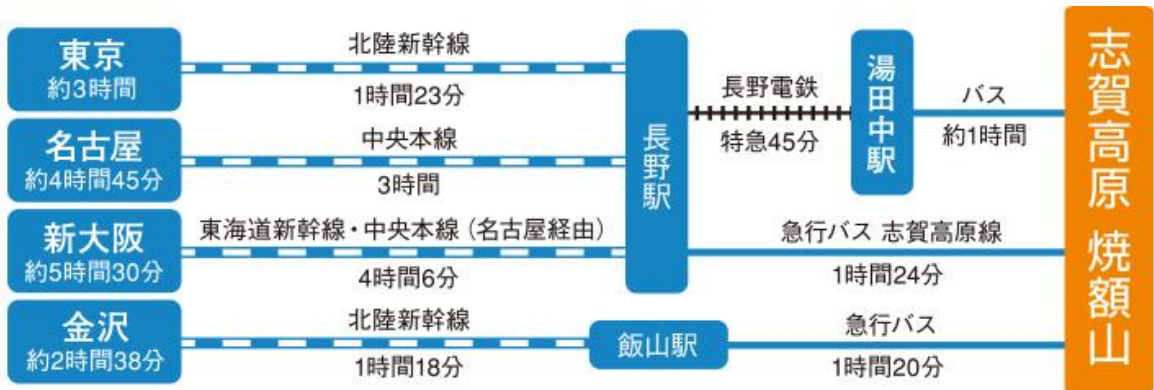 東京
約3時間
北陸新幹線
1時間23分
名古屋
約4時間45分
中央本線
3時間
新大阪
約5時間30分
東海道新幹線・中央本線（名古屋経由）
4時間6分
金沢
約2時間38分
北陸新幹線
1時間18分
長野駅
飯山駅
長野電鉄
特急45分
湯田中駅
バス
約1時間
急行バス 志賀高原線
1時間24分
急行バス
1時間20分
志賀高原 焼額山